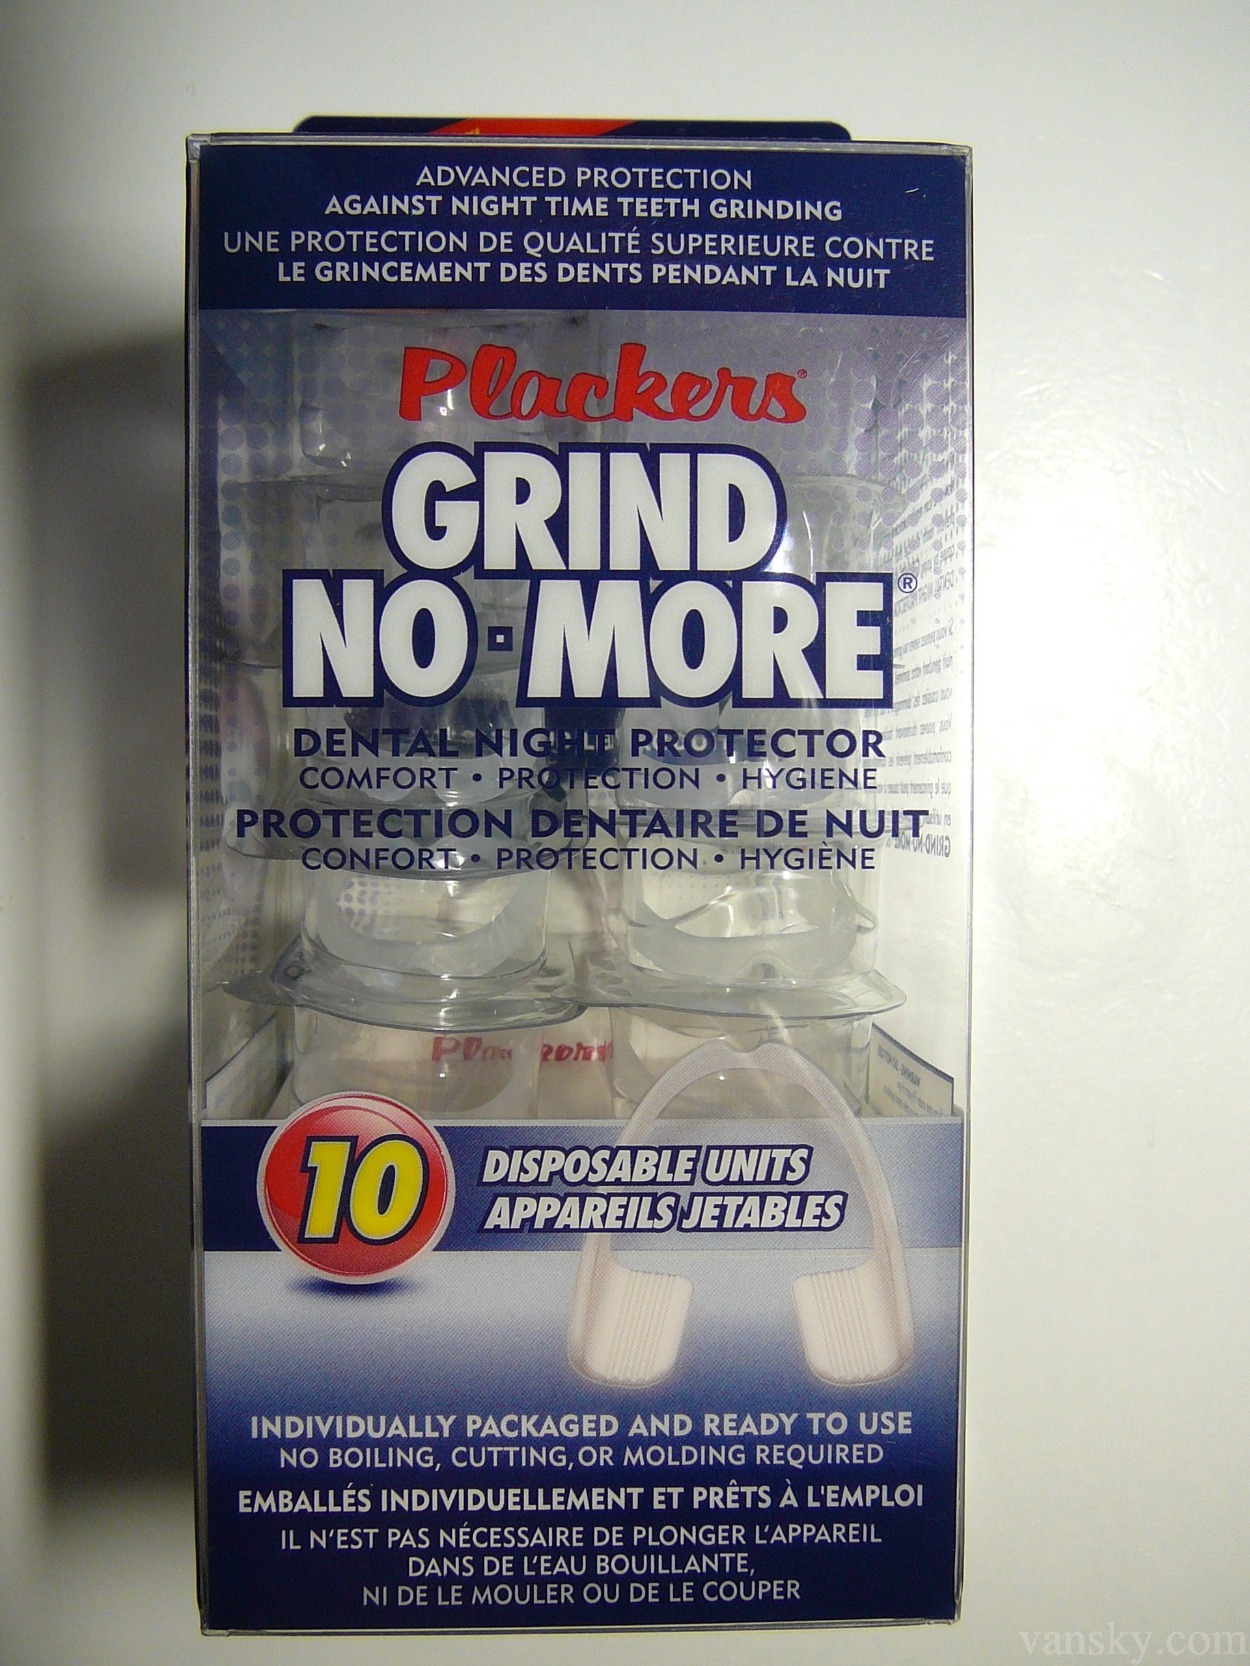 ADVANCED PROTECTION
AGAINST NIGHT TIME TEETH GRINDING
UNE PROTECTION DE QUALITÉ SUPERIEURE CONTRE
LE GRINCEMENT DES DENTS PENDANT LA NUIT
Plackers®
GRIND
NO·MORE®
DENTAL NIGHT PROTECTOR
COMFORT • PROTECTION • HYGIENE
PROTECTION DENTAIRE DE NUIT
CONFORT • PROTECTION • HYGIÈNE
10
DISPOSABLE UNITS
APPAREILS JETABLES
INDIVIDUALLY PACKAGED AND READY TO USE
NO BOILING, CUTTING, OR MOLDING REQUIRED
EMBALLÉS INDIVIDUELLEMENT ET PRÊTS À L'EMPLOI
IL N'EST PAS NÉCESSAIRE DE PLONGER L'APPAREIL
DANS DE L'EAU BOUILLANTE,
NI DE LE MOULER OU DE LE COUPER
vansky.com